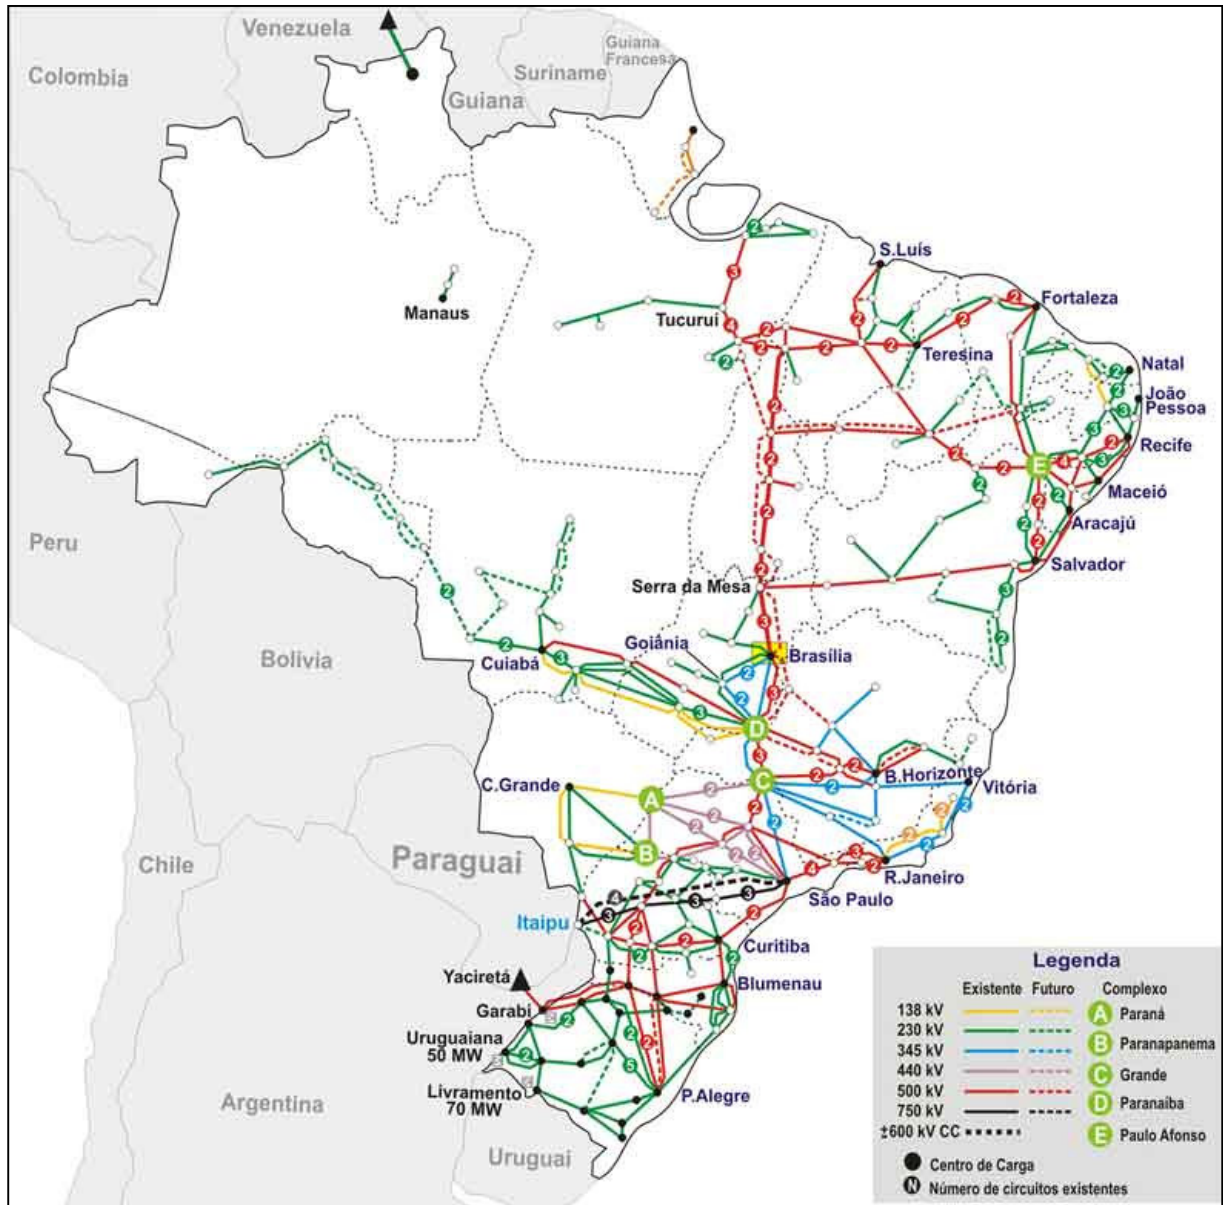 Venezuela
Colombia
Guiana
Francesa
Suriname
Guiana
S.Luís
Fortaleza
Manaus
Tucuruí
Teresina
Natal
João
Pessoa
Recife
Maceió
Aracajú
Salvador
Peru
Serra da Mesa
Goiânia
Brasília
Cuiabá
Bolívia
C.Grande
B.Horizonte
Vitória
R.Janeiro
São Paulo
Chile
Paraguai
Itaipu
Curitiba
Blumenau
Yaciretá
Garabi
Uruguaiana
50 MW
Livramento
70 MW
P.Alegre
Argentina
Uruguai
A
B
C
D
E
Legenda
Existente Futuro Complexo
138 kV A Paraná
230 kV B Paranapanema
345 kV
440 kV C Grande
500 kV D Paranaíba
750 kV
±600 kV CC E Paulo Afonso
Centro de Carga
N Número de circuitos existentes